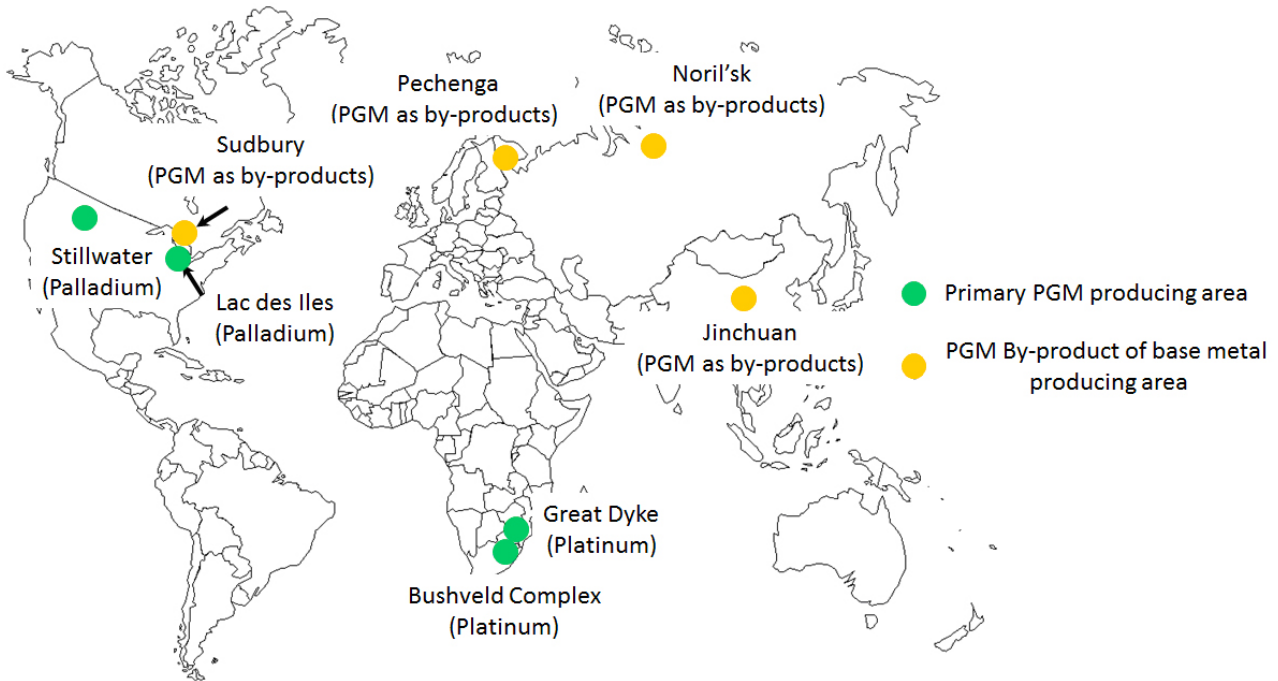 Pechenga
(PGM as by-products)
Noril’sk
(PGM as by-products)
Sudbury
(PGM as by-products)
Stillwater
(Palladium)
Lac des Iles
(Palladium)
Jinchuan
(PGM as by-products)
Primary PGM producing area
PGM By-product of base metal
producing area
Great Dyke
(Platinum)
Bushveld Complex
(Platinum)